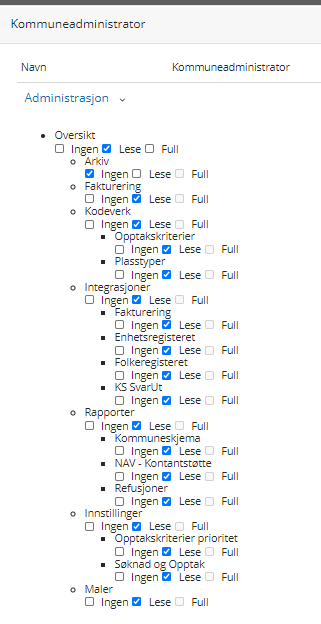 Kommuneadministrator
Navn Kommuneadministrator
Administrasjon
Oversikt
Ingen Lese Full
Arkiv
Ingen Lese Full
Fakturering
Ingen Lese Full
Kodeverk
Ingen Lese Full
Opptakskriterier
Ingen Lese Full
Plasstyper
Ingen Lese Full
Integrasjoner
Ingen Lese Full
Fakturering
Ingen Lese Full
Enhetsregisteret
Ingen Lese Full
Folkeregisteret
Ingen Lese Full
KS SvarUt
Ingen Lese Full
Rapporter
Ingen Lese Full
Kommuneskjema
Ingen Lese Full
NAV - Kontantstøtte
Ingen Lese Full
Refusjoner
Ingen Lese Full
Innstillinger
Ingen Lese Full
Opptakskriterier prioritet
Ingen Lese Full
Søknad og Opptak
Ingen Lese Full
Maler
Ingen Lese Full